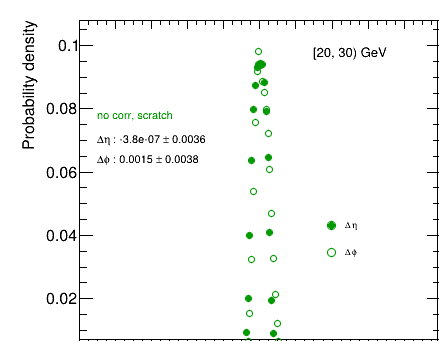 Probability density
0.1
0.08
0.06
0.04
0.02
[20, 30) GeV
no corr, scratch
Δη : -3.8e-07 ± 0.0036
Δϕ : 0.0015 ± 0.0038
Δη
Δϕ